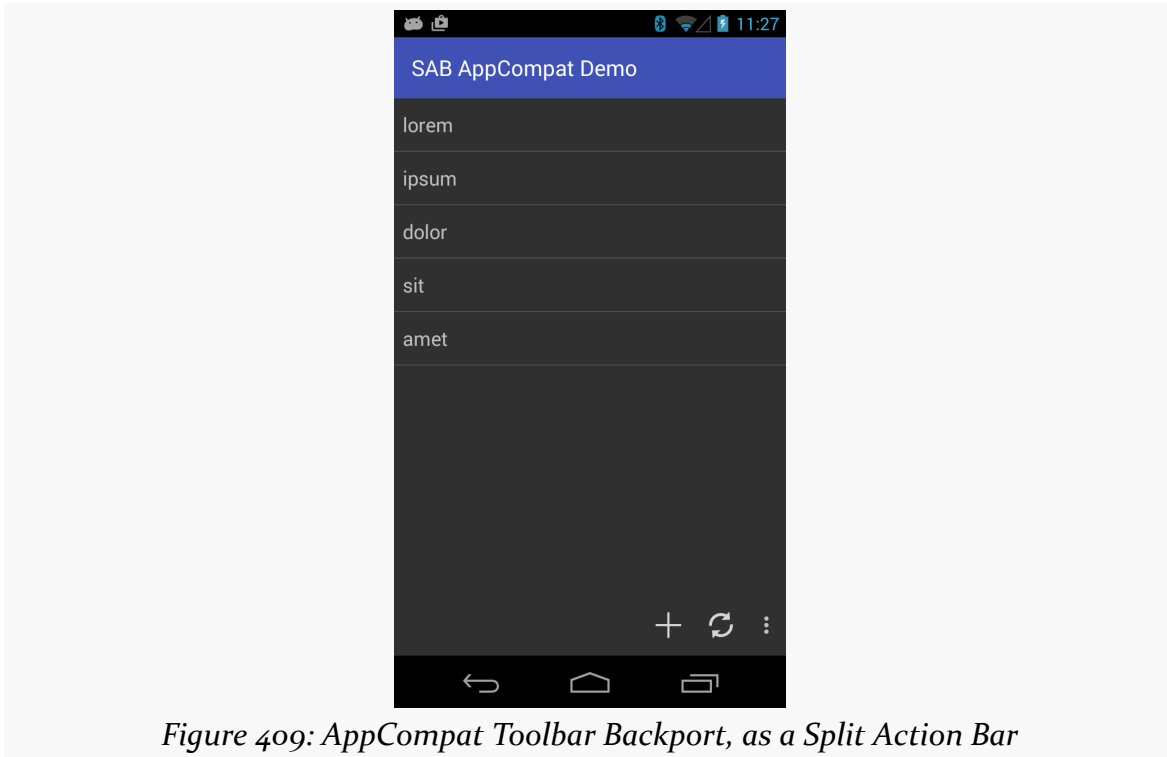 11:27
SAB AppCompat Demo
lorem
ipsum
dolor
sit
amet
Figure 409: AppCompat Toolbar Backport, as a Split Action Bar